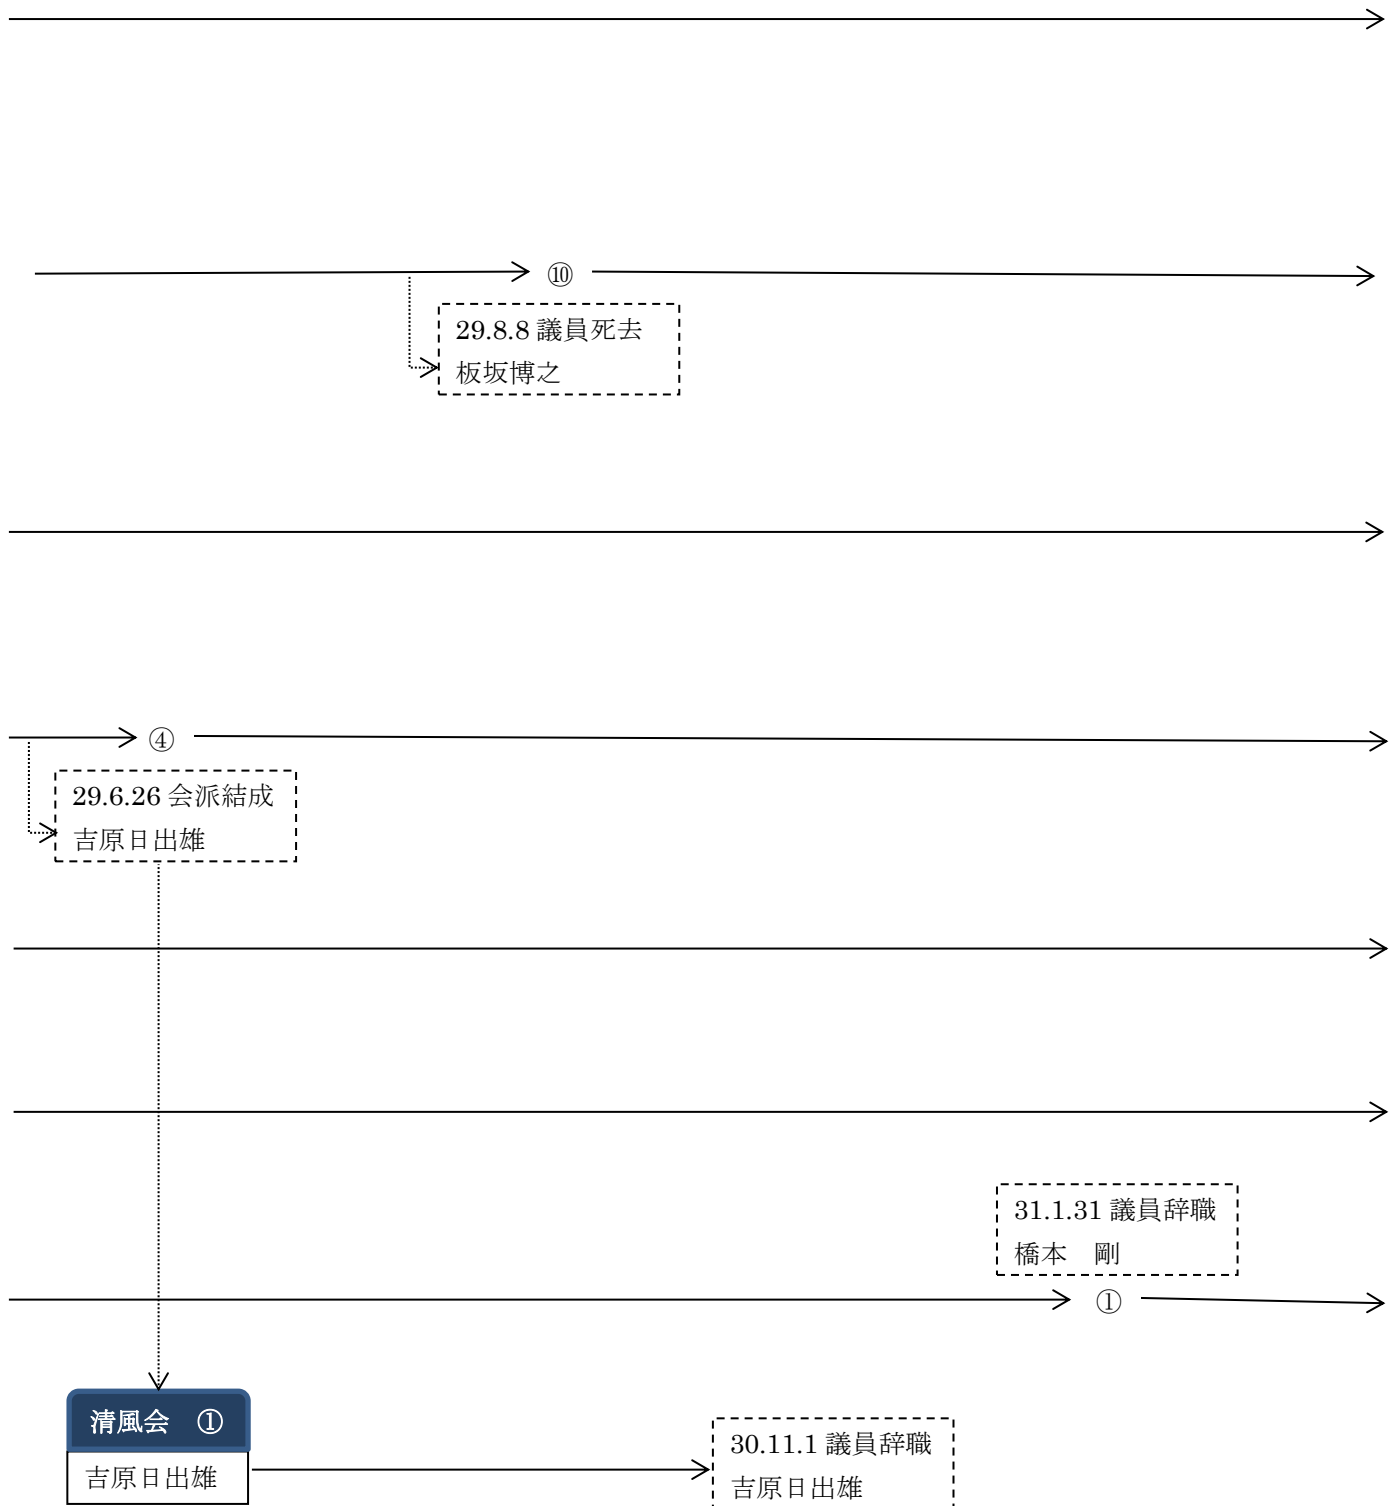 ⑩
29.8.8 議員死去
板坂博之
④
29.6.26 会派結成
吉原日出雄
31.1.31 議員辞職
橋本　剛
①
清風会　①
吉原日出雄
30.11.1 議員辞職
吉原日出雄